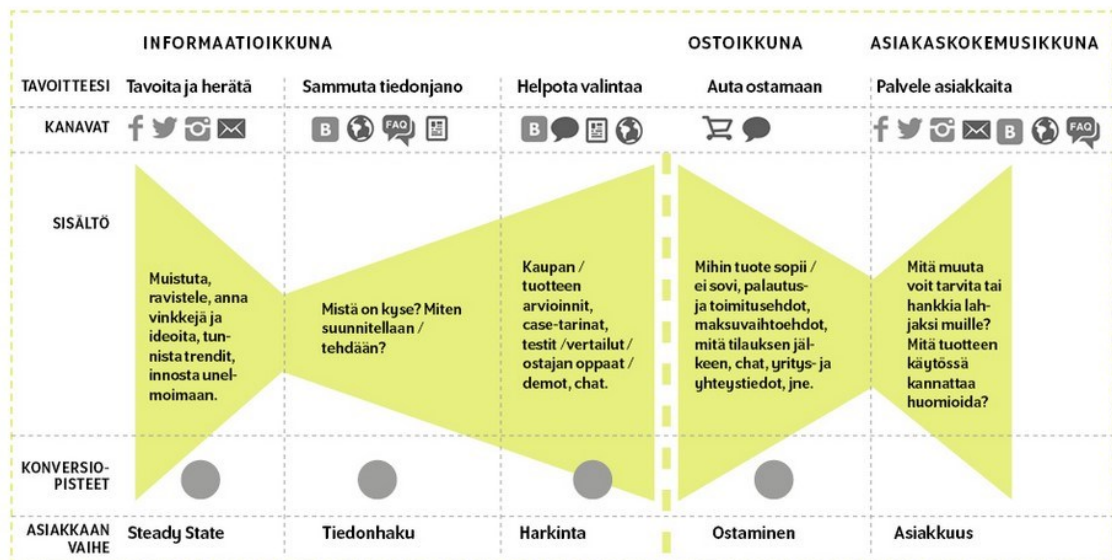 INFORMAATIOIKKUNA
OSTOIKKUNA
ASIAKASKOKEMUSIKKUNA
TAVOITTEESI
Tavoita ja herätä
Sammuta tiedonjano
Helpota valintaa
Auta ostamaan
Palvele asiakkaita
KANAVAT
f
B
FAQ
B
f
B
FAQ
SISÄLTÖ
Muistuta,
ravistele, anna
vinkkejä ja
ideoita, tun-
nista trendit,
innosta unel-
moimaan.
Mistä on kyse? Miten
suunnitellaan /
tehdään?
Kaupan /
tuotteen
arvioinnit,
case-tarinat,
testit /vertailut/
ostajan oppaat /
demot, chat.
Mihin tuote sopii /
ei sovi, palautus-
ja toimitusehdot,
maksuvaihtoehdot,
mitä tilauksen jäl-
keen, chat, yritys- ja
yhteystiedot, jne.
Mitä muuta
voit tarvita tai
hankkia lah-
jaksi muille?
Mitä tuotteen
käytössä
kannattaa
huomioida?
KONVERSIO-
PISTEET
ASIAKKAAN
VAIHE
Steady State
Tiedonhaku
Harkinta
Ostaminen
Asiakkuus